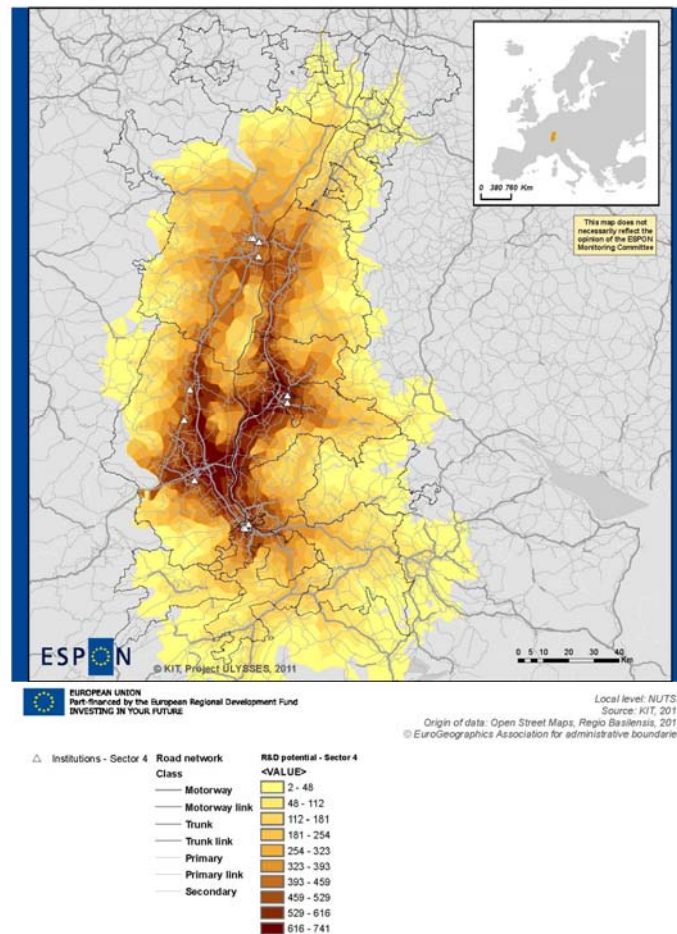 0 380 760 Km
This map does not
necessarily reflect the
opinion of the ESPON
Monitoring Committee
ESPON
© KIT, Project ULYSSES, 2011
0 5 10 20 30 40
Km
EUROPEAN UNION
Part-financed by the European Regional Development Fund
INVESTING IN YOUR FUTURE
Local level: NUTS
Source: KIT, 201
Origin of data: Open Street Maps, Regio Basilensis, 201
© EuroGeographics Association for administrative boundarie
Institutions - Sector 4
Road network
Class
Motorway
Motorway link
Trunk
Trunk link
Primary
Primary link
Secondary
R&D potential - Sector 4
<VALUE>
2 - 48
48 - 112
112 - 181
181 - 254
254 - 323
323 - 393
393 - 459
459 - 529
529 - 616
616 - 741